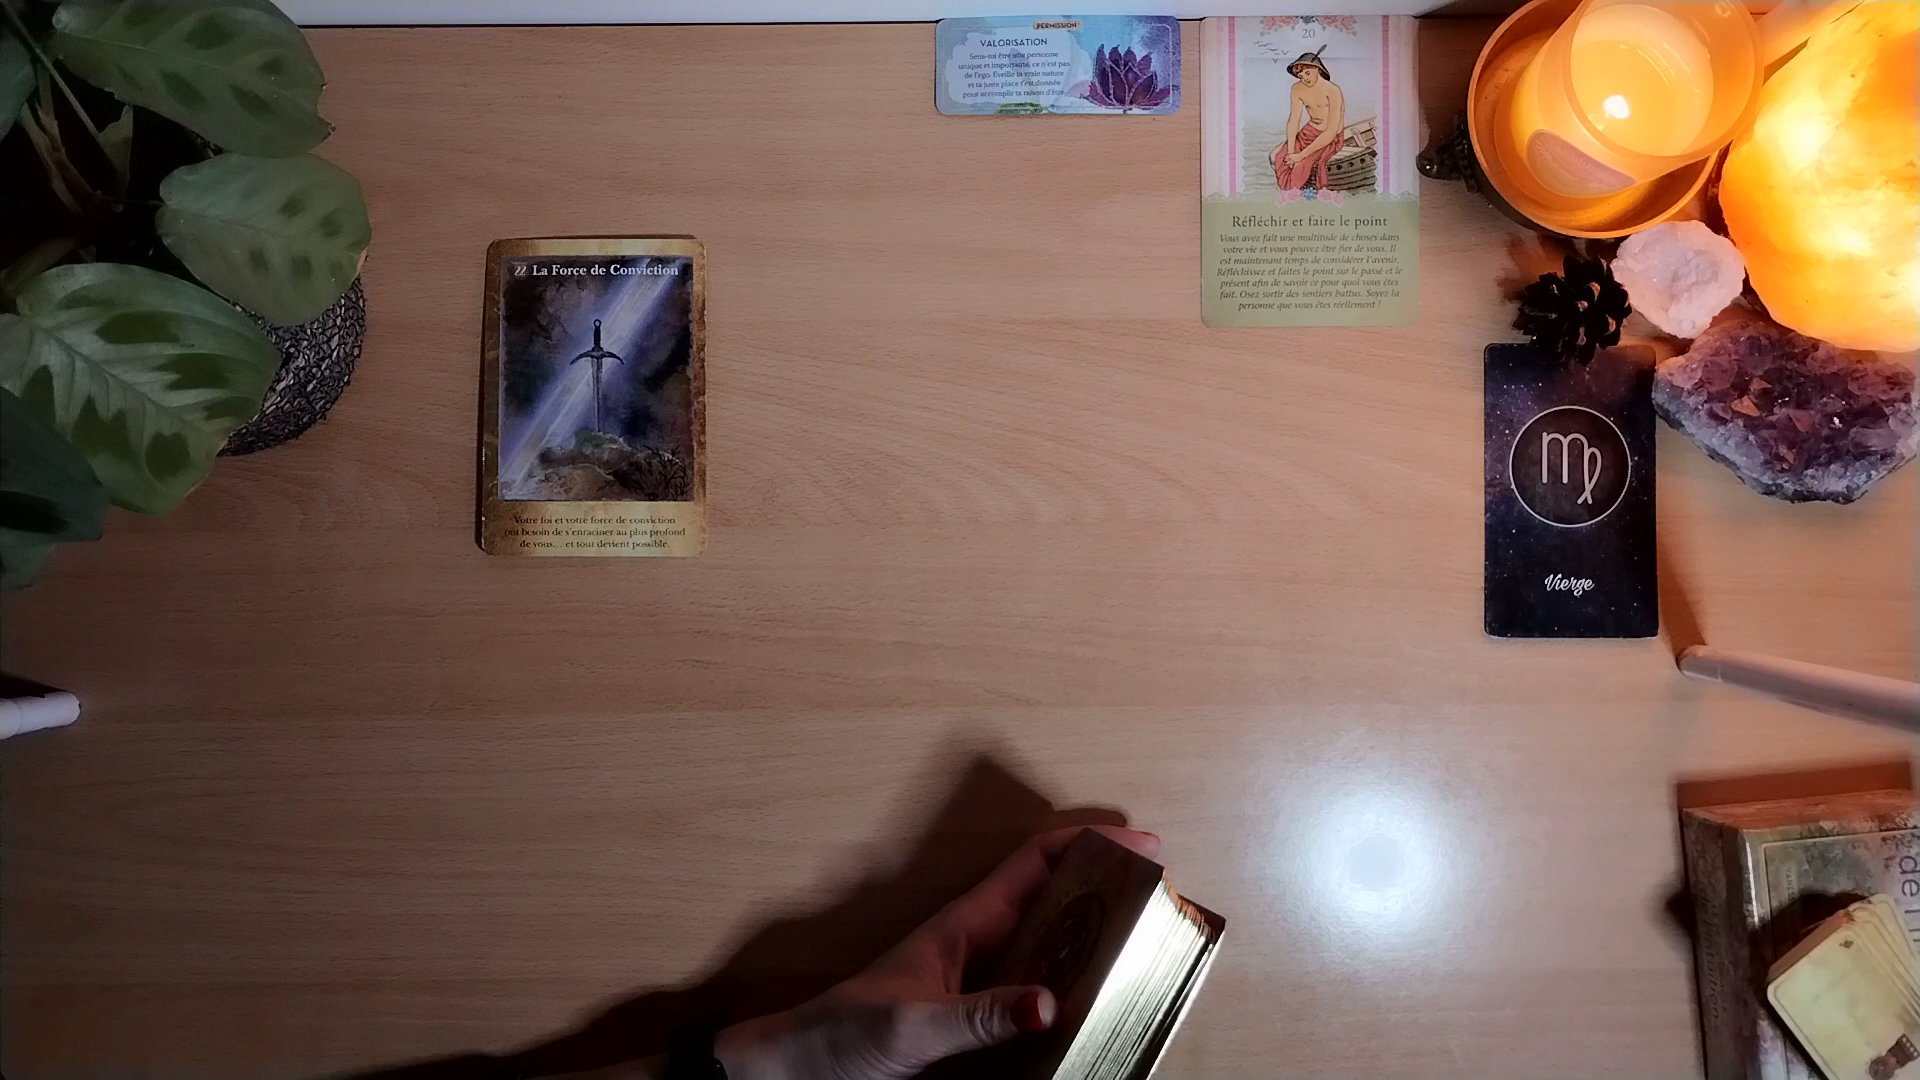 PERMISSION
VALORISATION
Sens-toi être une personne
unique et importante, ce n'est pas
de l'ego. Éveille ta vraie nature
et ta juste place t'est donnée
pour accomplir ta raison d'être
20
Réfléchir et faire le point
Vous avez fait une multitude de choses dans
votre vie et vous pouvez être fier de vous. Il
est maintenant temps de considérer l'avenir.
Réfléchissez et faites le point sur le passé et le
présent afin de savoir ce pour quoi vous êtes
fait. Osez sortir des sentiers battus. Soyez la
personne que vous êtes réellement !
22 La Force de Conviction
Votre foi et votre force de conviction
ont besoin de s'enraciner au plus profond
de vous... et tout devient possible.
Vierge